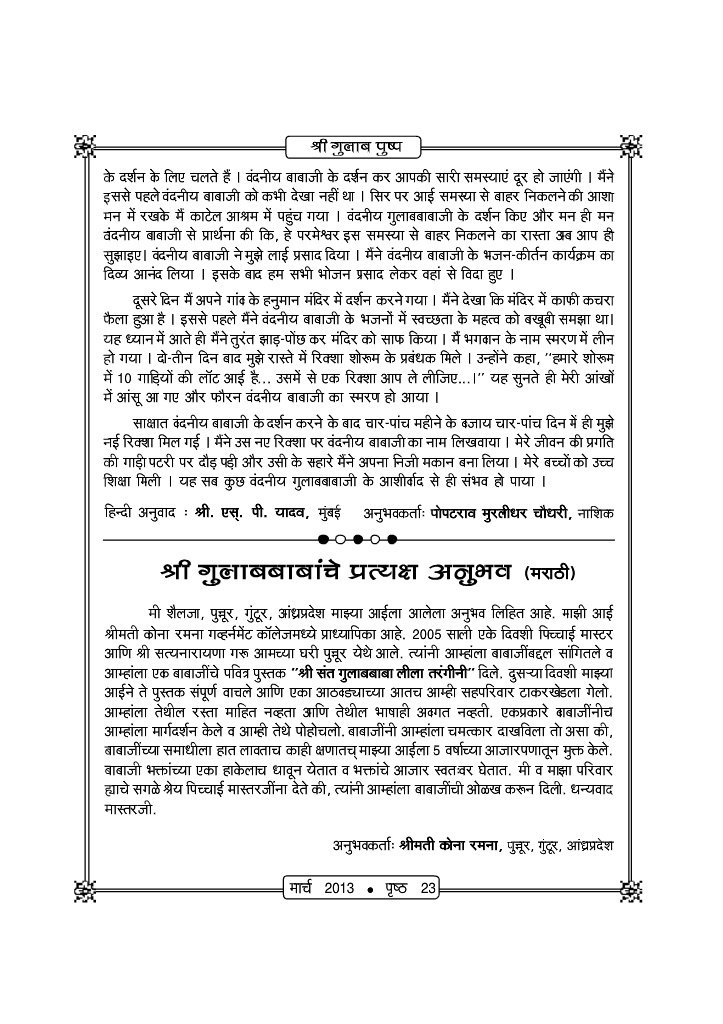 श्री गुलाब पुष्प
के दर्शन के लिए चलते हैं । वंदनीय बाबाजी के दर्शन कर आपकी सारी समस्याएं दूर हो जाएंगी । मैंने
इससे पहले वंदनीय बाबाजी को कभी देखा नहीं था । सिर पर आई समस्या से बाहर निकलने की आशा
मन में रखके मैं काटेल आश्रम में पहुंच गया । वंदनीय गुलाबबाबाजी के दर्शन किए और मन ही मन
वंदनीय बाबाजी से प्रार्थना की कि, हे परमेश्वर इस समस्या से बाहर निकलने का रास्ता अब आप ही
सुझाइए। वंदनीय बाबाजी ने मुझे लाई प्रसाद दिया । मैंने वंदनीय बाबाजी के भजन-कीर्तन कार्यक्रम का
दिव्य आनंद लिया । इसके बाद हम सभी भोजन प्रसाद लेकर वहां से विदा हुए ।
दूसरे दिन मैं अपने गांव के हनुमान मंदिर में दर्शन करने गया । मैंने देखा कि मंदिर में काफी कचरा
फैला हुआ है । इससे पहले मैंने वंदनीय बाबाजी के भजनों में स्वच्छता के महत्व को बखूबी समझा था।
यह ध्यान में आते ही मैंने तुरंत झाड़-पोंछ कर मंदिर को साफ किया । मैं भगवान के नाम स्मरण में लीन
हो गया । दो-तीन दिन बाद मुझे रास्ते में रिक्शा शोरूम के प्रबंधक मिले । उन्होंने कहा, ''हमारे शोरूम
में 10 गाड़ियों की लॉट आई है... उसमें से एक रिक्शा आप ले लीजिए...।'' यह सुनते ही मेरी आंखों
में आंसू आ गए और फौरन वंदनीय बाबाजी का स्मरण हो आया ।
साक्षात वंदनीय बाबाजी के दर्शन करने के बाद चार-पांच महीने के बजाय चार-पांच दिन में ही मुझे
नई रिक्शा मिल गई । मैंने उस नए रिक्शा पर वंदनीय बाबाजी का नाम लिखवाया । मेरे जीवन की प्रगति
की गाड़ी पटरी पर दौड़ पड़ी और उसी के सहारे मैंने अपना निजी मकान बना लिया । मेरे बच्चों को उच्च
शिक्षा मिली । यह सब कुछ वंदनीय गुलाबबाबाजी के आशीर्वाद से ही संभव हो पाया ।
हिन्दी अनुवाद : श्री. एस्. पी. यादव, मुंबई अनुभवकर्ताः पोपटराव मुरलीधर चौधरी, नाशिक
श्री गुलाबबाबांचे प्रत्यक्ष अनुभव (मराठी)
मी शैलजा, पुन्नूर, गुंटूर, आंध्रप्रदेश माझ्या आईला आलेला अनुभव लिहित आहे. माझी आई
श्रीमती कोना रमना गव्हर्नमेंट कॉलेजमध्ये प्राध्यापिका आहे. 2005 साली एके दिवशी पिच्चाई मास्टर
आणि श्री सत्यनारायणा गरू आमच्या घरी पुन्नूर येथे आले. त्यांनी आम्हांला बाबाजींबद्दल सांगितले व
आम्हांला एक बाबाजींचे पवित्र पुस्तक ''श्री संत गुलाबबाबा लीला तरंगीनी'' दिले. दुसऱ्या दिवशी माझ्या
आईने ते पुस्तक संपूर्ण वाचले आणि एका आठवड्याच्या आतच आम्ही सहपरिवार टाकरखेडला गेलो.
आम्हांला तेथील रस्ता माहित नव्हता आणि तेथील भाषाही अवगत नव्हती. एकप्रकारे बाबाजींनीच
आम्हाला मार्गदर्शन केले व आम्ही तेथे पोहोचलो. बाबाजींनी आम्हांला चमत्कार दाखविला तो असा की,
बाबाजींच्या समाधीला हात लावताच काही क्षणातच् माझ्या आईला 5 वर्षाच्या आजारपणातून मुक्त केले.
बाबाजी भक्तांच्या एका हाकेलाच धावून येतात व भक्तांचे आजार स्वतःवर घेतात. मी व माझा परिवार
ह्याचे सगळे श्रेय पिच्चाई मास्तरजींना देते की, त्यांनी आम्हांला बाबाजींची ओळख करून दिली. धन्यवाद
मास्तरजी.
अनुभवकर्ताः श्रीमती कोना रमना, पुन्नूर, गुंटूर, आंध्रप्रदेश
मार्च 2013 ● पृष्ठ 23